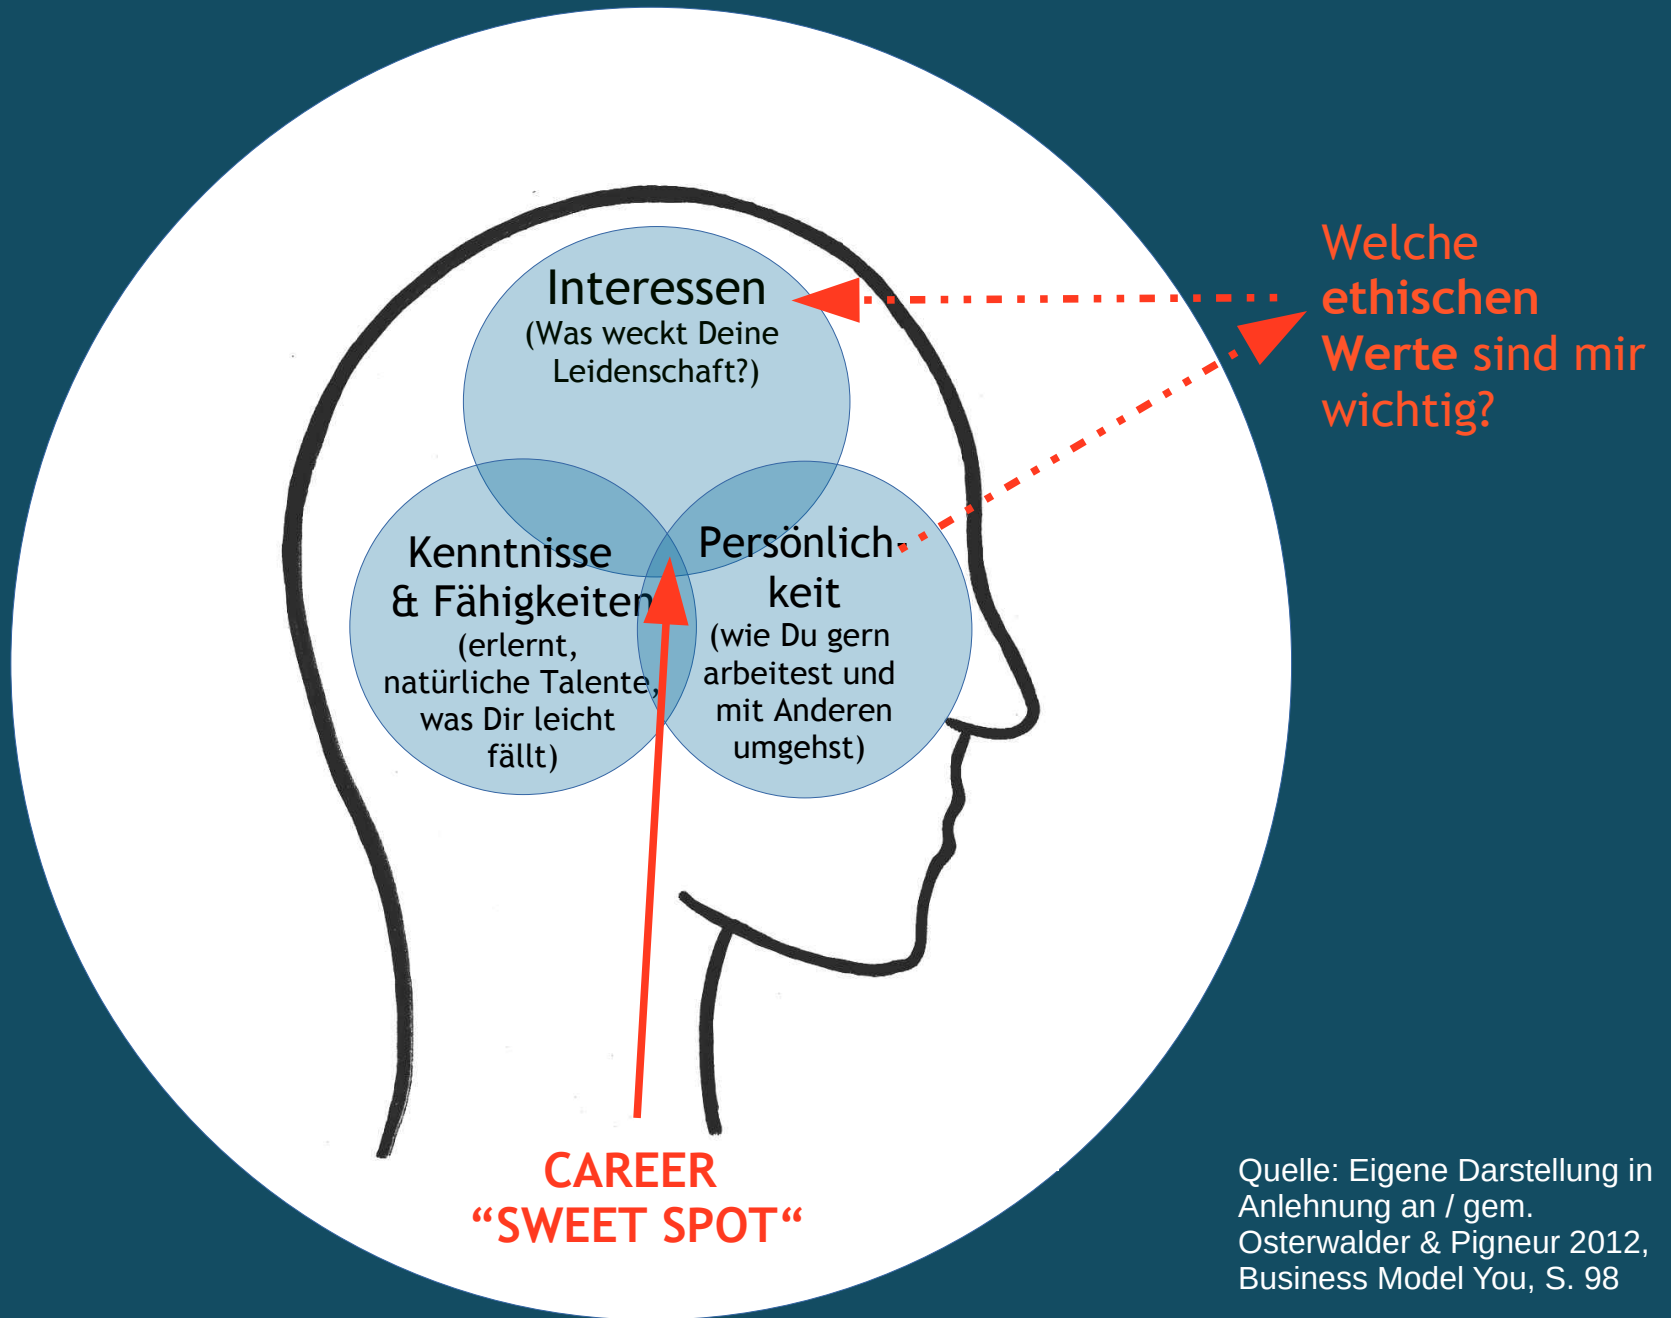 Interessen
(Was weckt Deine
Leidenschaft?)
Kenntnisse
& Fähigkeiten
(erlernt,
natürliche Talente,
was Dir leicht
fällt)
Persönlich-
keit
(wie Du gern
arbeitest und
mit Anderen
umgehst)
Welche
ethischen
Werte sind mir
wichtig?
CAREER
“SWEET SPOT“
Quelle: Eigene Darstellung in
Anlehnung an / gem.
Osterwalder & Pigneur 2012,
Business Model You, S. 98